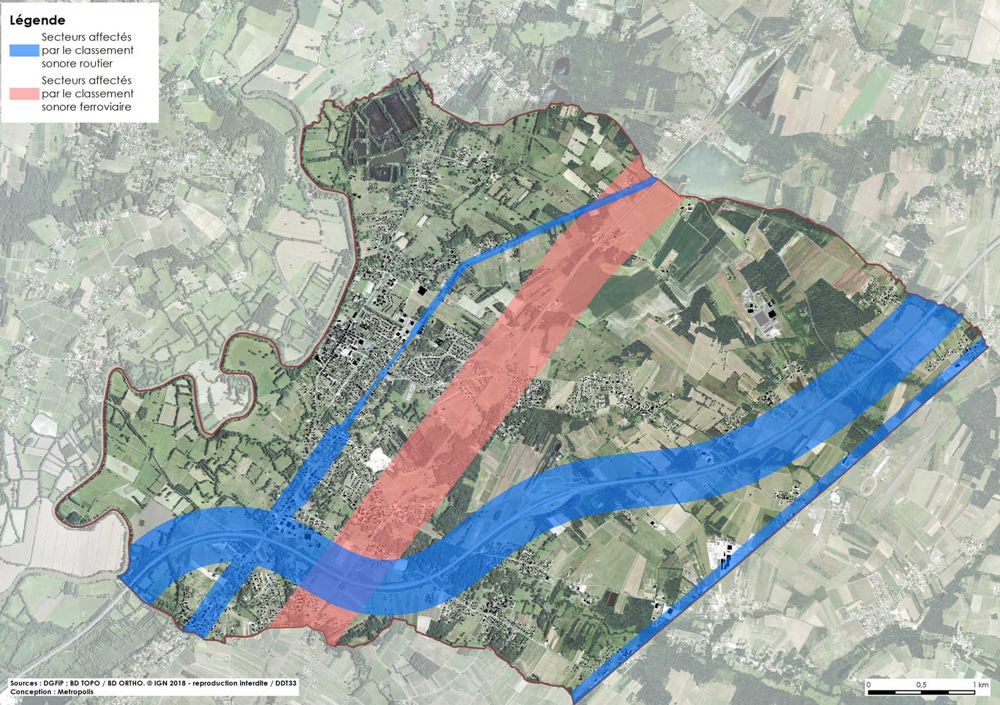 Légende
Secteurs affectés
par le classement
sonore routier
Secteurs affectés
par le classement
sonore ferroviaire
Sources : DGFiP ; BD TOPO / BD ORTHO. © IGN 2018 - reproduction interdite / DDT33
Conception : Metropolis
0 0,5 1 km